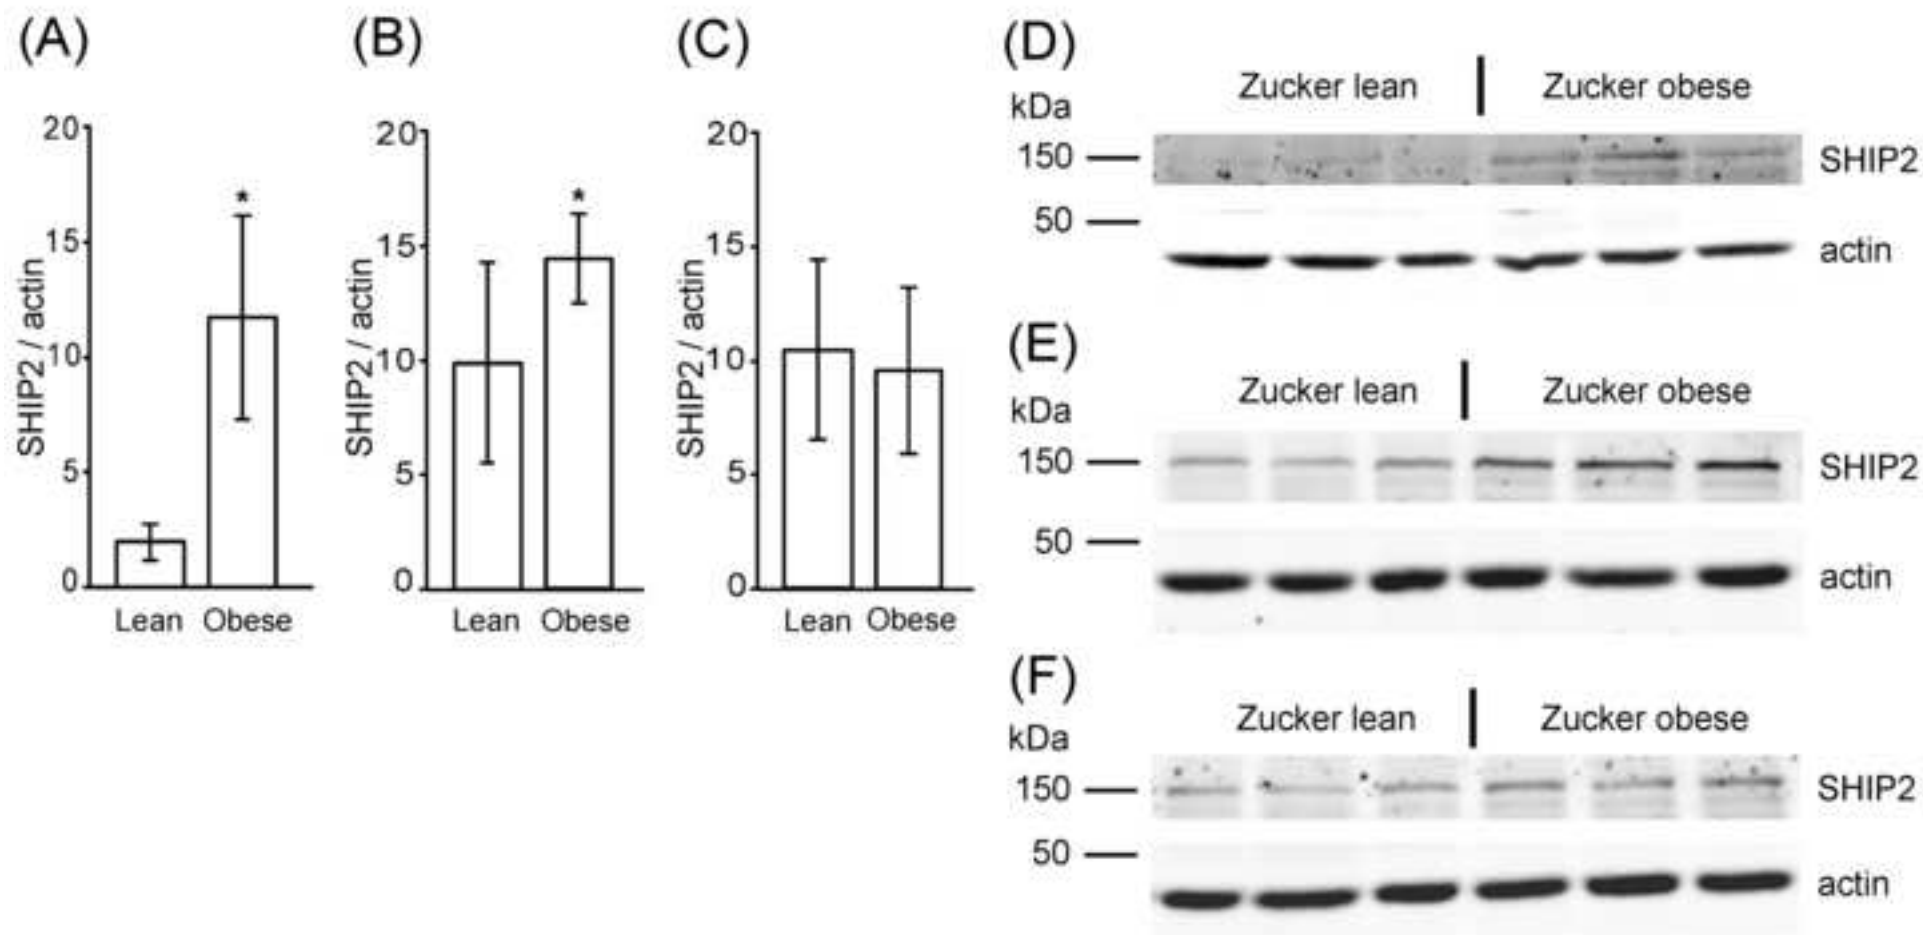 (A)
20
15
10
5
0
SHIP2 / actin
*
Lean Obese
(B)
20
15
10
5
0
SHIP2 / actin
*
Lean Obese
(C)
20
15
10
5
0
SHIP2 / actin
Lean Obese
(D)
kDa
Zucker lean Zucker obese
150 SHIP2
50
actin
(E)
kDa
Zucker lean Zucker obese
150 SHIP2
50
actin
(F)
kDa
Zucker lean Zucker obese
150 SHIP2
50
actin